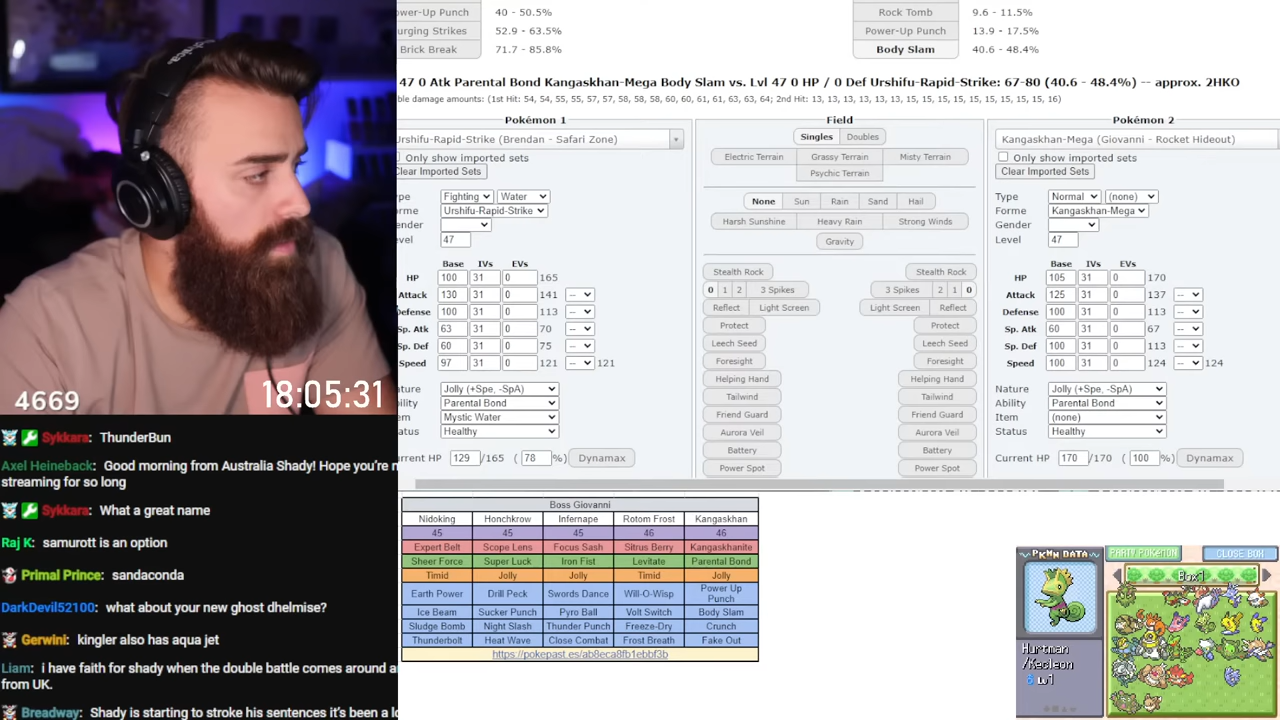 Power-Up Punch 40 - 50.5% Rock Tomb 9.6 - 11.5%
urging Strikes 52.9 - 63.5% Power-Up Punch 13.9 - 17.5%
Brick Break 71.7 - 85.8% Body Slam 40.6 - 48.4%
47 0 Atk Parental Bond Kangaskhan-Mega Body Slam vs. Lvl 47 0 HP / 0 Def Urshifu-Rapid-Strike: 67-80 (40.6 - 48.4%) -- approx. 2HKO
ble damage amounts: (1st Hit: 54, 54, 55, 55, 57, 57, 58, 58, 58, 60, 60, 61, 61, 63, 63, 64; 2nd Hit: 13, 13, 13, 13, 13, 13, 15, 15, 15, 15, 15, 15, 15, 15, 15, 16)
Pokémon 1 Field Pokémon 2
Urshifu-Rapid-Strike (Brendan - Safari Zone) Singles Doubles Kangaskhan-Mega (Giovanni - Rocket Hideout)
Only show imported sets Electric Terrain Grassy Terrain Misty Terrain Only show imported sets
Clear Imported Sets Psychic Terrain Clear Imported Sets
ype Fighting Water None Sun Rain Sand Hail Type Normal (none)
Forme Urshifu-Rapid-Strike Harsh Sunshine Heavy Rain Strong Winds Forme Kangaskhan-Mega
Gender Gravity Gender
Level 47 Level 47
Base IVs EVs Base IVs EVs
HP 100 31 0 165 Stealth Rock Stealth Rock HP 105 31 0 170
Attack 130 31 0 141 -- 0 1 2 3 Spikes 3 Spikes 2 1 0 Attack 125 31 0 137 --
Defense 100 31 0 113 -- Reflect Light Screen Light Screen Reflect Defense 100 31 0 113 --
Sp. Atk 63 31 0 70 -- Protect Protect Sp. Atk 60 31 0 67 --
Sp. Def 60 31 0 75 -- Leech Seed Leech Seed Sp. Def 100 31 0 113 --
Speed 97 31 0 121 -- 121 Foresight Foresight Speed 100 31 0 124 -- 124
Helping Hand Helping Hand
Nature Jolly (+Spe, -SpA) Tailwind Tailwind Nature Jolly (+Spe, -SpA)
Ability Parental Bond Friend Guard Friend Guard Ability Parental Bond
Item Mystic Water Aurora Veil Aurora Veil Item (none)
Status Healthy Battery Battery Status Healthy
Current HP 129 /165 ( 78 %) Dynamax Power Spot Power Spot Current HP 170 /170 ( 100 %) Dynamax
4669 18:05:31
Sykkara: ThunderBun
Axel Heineback: Good morning from Australia Shady! Hope you're n
streaming for so long
Sykkara: What a great name
Raj K: samurott is an option
Primal Prince: sandaconda
DarkDevil52100: what about your new ghost dhelmise?
Gerwini: kingler also has aqua jet
Liam: i have faith for shady when the double battle comes around a
from UK.
Breadway: Shady is starting to stroke his sentences it's been a lo
Boss Giovanni
Nidoking Honchkrow Infernape Rotom Frost Kangaskhan
45 45 45 46 46
Expert Belt Scope Lens Focus Sash Sitrus Berry Kangaskhanite
Sheer Force Super Luck Iron Fist Levitate Parental Bond
Timid Jolly Jolly Timid Jolly
Earth Power Drill Peck Swords Dance Will-O-Wisp Power Up Punch
Ice Beam Sucker Punch Pyro Ball Volt Switch Body Slam
Sludge Bomb Night Slash Thunder Punch Freeze-Dry Crunch
Thunderbolt Heat Wave Close Combat Frost Breath Fake Out
https://pokepast.es/ab8eca8fb1ebbf3b
PKMN DATA PARTY POKéMON CLOSE BOX
Box1
Hurtman
/Kecleon
Lv1